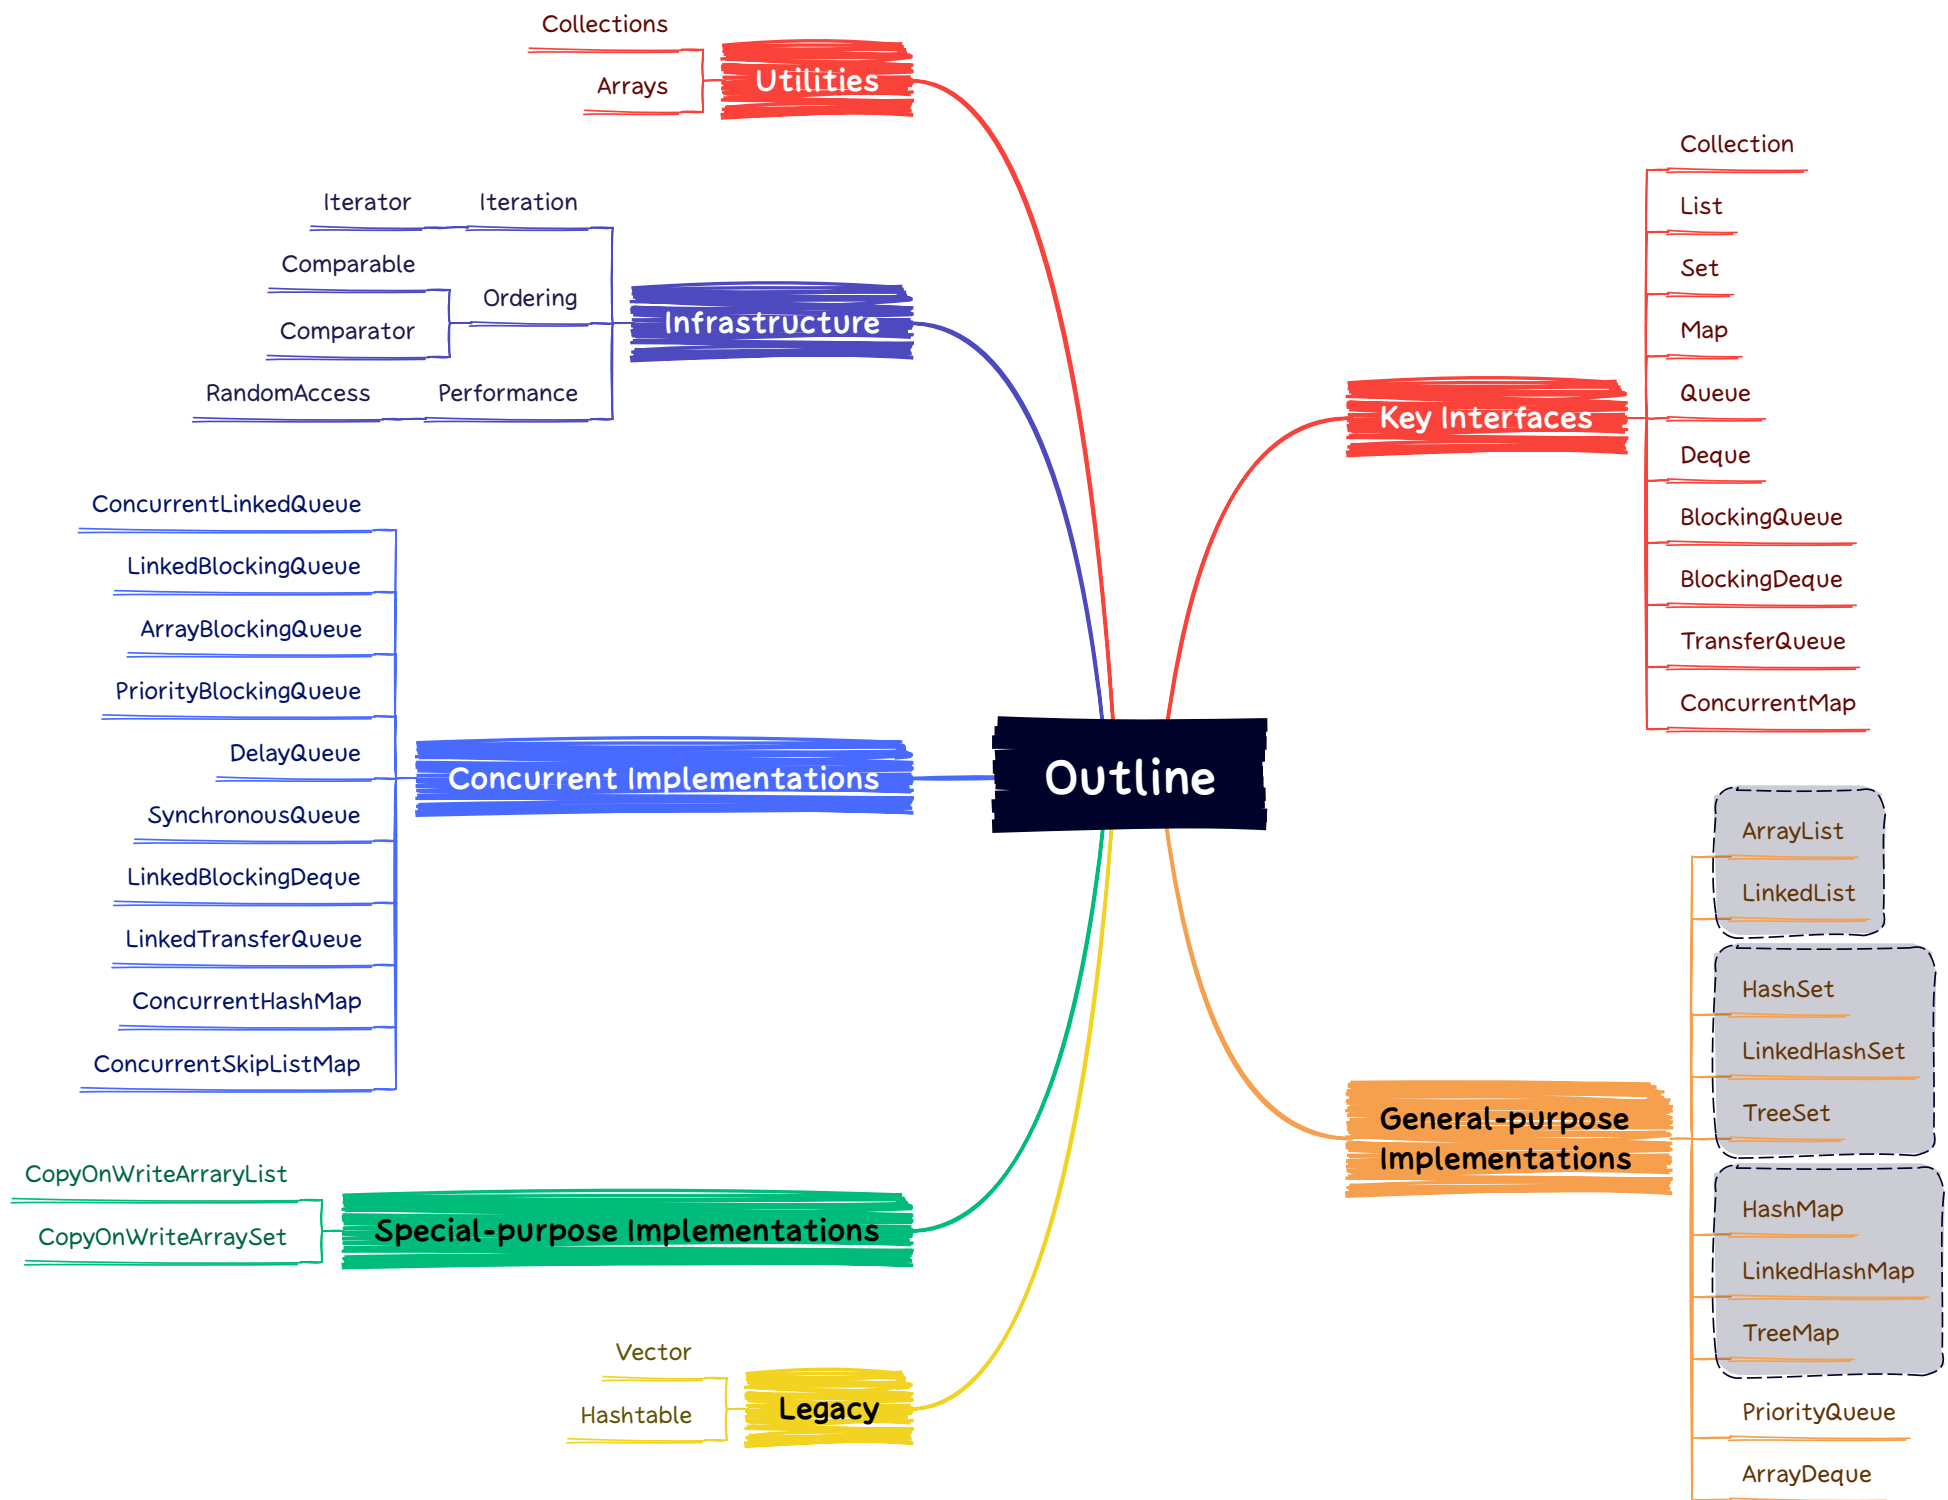 Outline
Key Interfaces
Collection
List
Set
Map
Queue
Deque
BlockingQueue
BlockingDeque
TransferQueue
ConcurrentMap
General-purpose
Implementations
ArrayList
LinkedList
HashSet
LinkedHashSet
TreeSet
HashMap
LinkedHashMap
TreeMap
PriorityQueue
ArrayDeque
Utilities
Collections
Arrays
Infrastructure
Iteration
Iterator
Ordering
Comparable
Comparator
Performance
RandomAccess
Concurrent Implementations
ConcurrentLinkedQueue
LinkedBlockingQueue
ArrayBlockingQueue
PriorityBlockingQueue
DelayQueue
SynchronousQueue
LinkedBlockingDeque
LinkedTransferQueue
ConcurrentHashMap
ConcurrentSkipListMap
Special-purpose Implementations
CopyOnWriteArraryList
CopyOnWriteArraySet
Legacy
Vector
Hashtable